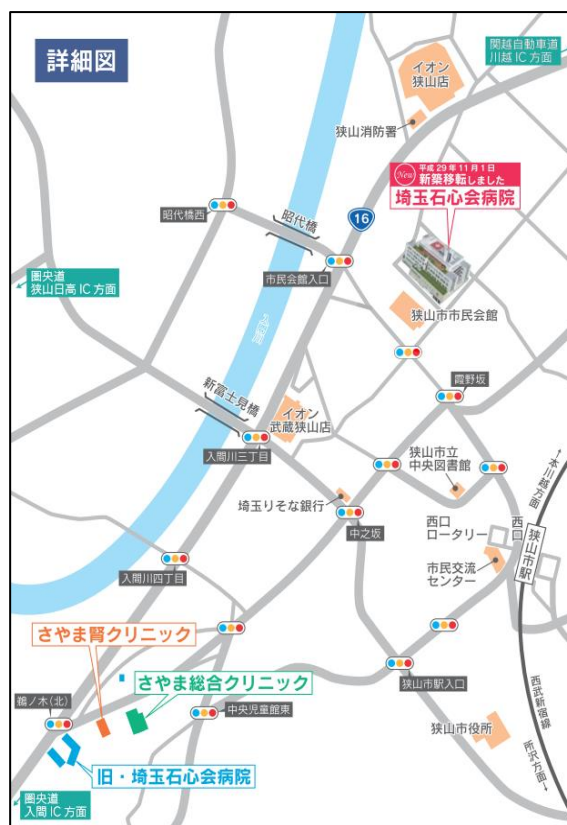 詳細図
イオン
狭山店
関越自動車道
川越IC方面
狭山消防署
New
平成29年11月1日
新築移転しました
埼玉石心会病院
昭代橋西
昭代橋
16
市民会館入口
圏央道
狭山日高IC方面
狭山市市民会館
入間川
新富士見橋
霞野坂
イオン
武蔵狭山店
入間川三丁目
狭山市立
中央図書館
本川越方面
埼玉りそな銀行
中之坂
西口
ロータリー
西口
狭山市駅
市民交流
センター
入間川四丁目
さやま腎クリニック
さやま総合クリニック
狭山市駅入口
鵜ノ木(北)
中央児童館東
狭山市役所
西武新宿線
所沢方面
旧・埼玉石心会病院
圏央道
入間IC方面